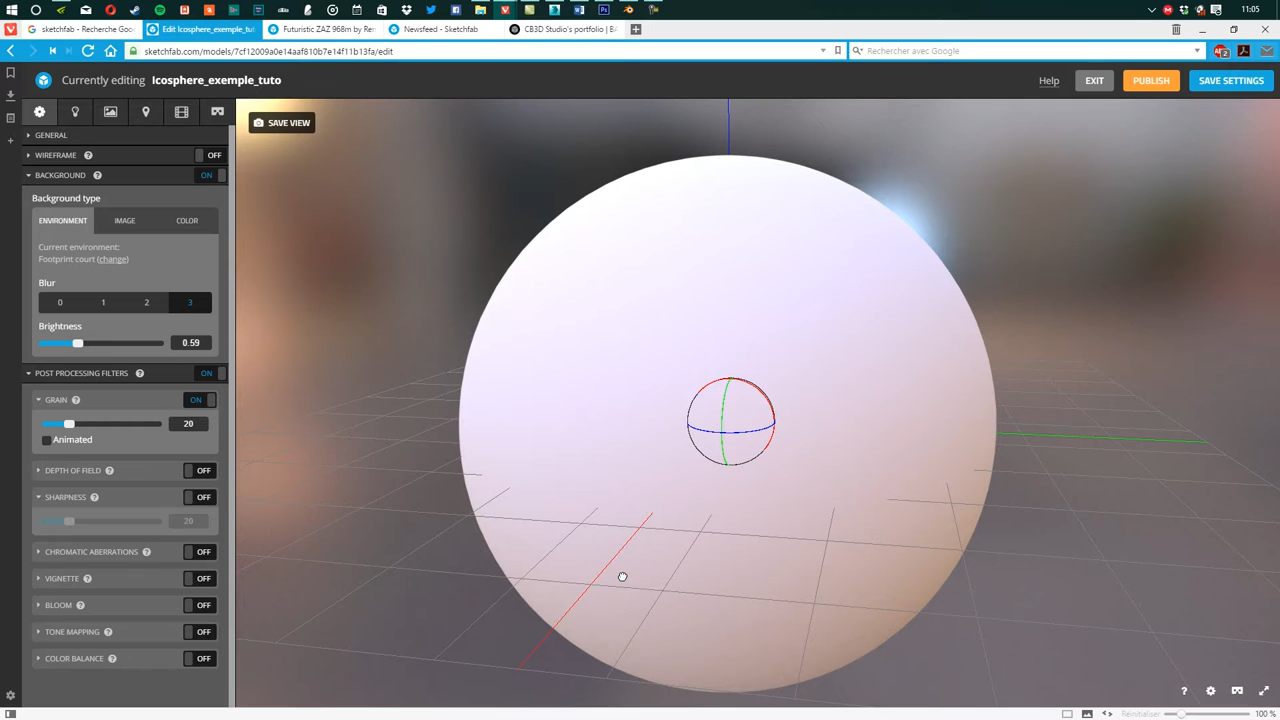 11:05
sketchfab - Recherche Goo
Edit Icosphere_exemple_tut
Futuristic ZAZ 968m by Ren
Newsfeed - Sketchfab
CB3D Studio's portfolio | BA
sketchfab.com/models/7cf12009a0e14aaf810b7e14f11b13fa/edit
Rechercher avec Google
2
Currently editing Icosphere_exemple_tuto
Help
EXIT
PUBLISH
SAVE SETTINGS
SAVE VIEW
GENERAL
WIREFRAME ? OFF
BACKGROUND ? ON
Background type
ENVIRONMENT IMAGE COLOR
Current environment:
Footprint court (change)
Blur
0 1 2 3
Brightness
0.59
POST PROCESSING FILTERS ? ON
GRAIN ? ON
20
Animated
DEPTH OF FIELD ? OFF
SHARPNESS ? OFF
20
CHROMATIC ABERRATIONS ? OFF
VIGNETTE ? OFF
BLOOM ? OFF
TONE MAPPING ? OFF
COLOR BALANCE ? OFF
?
Réinitialiser
100 %